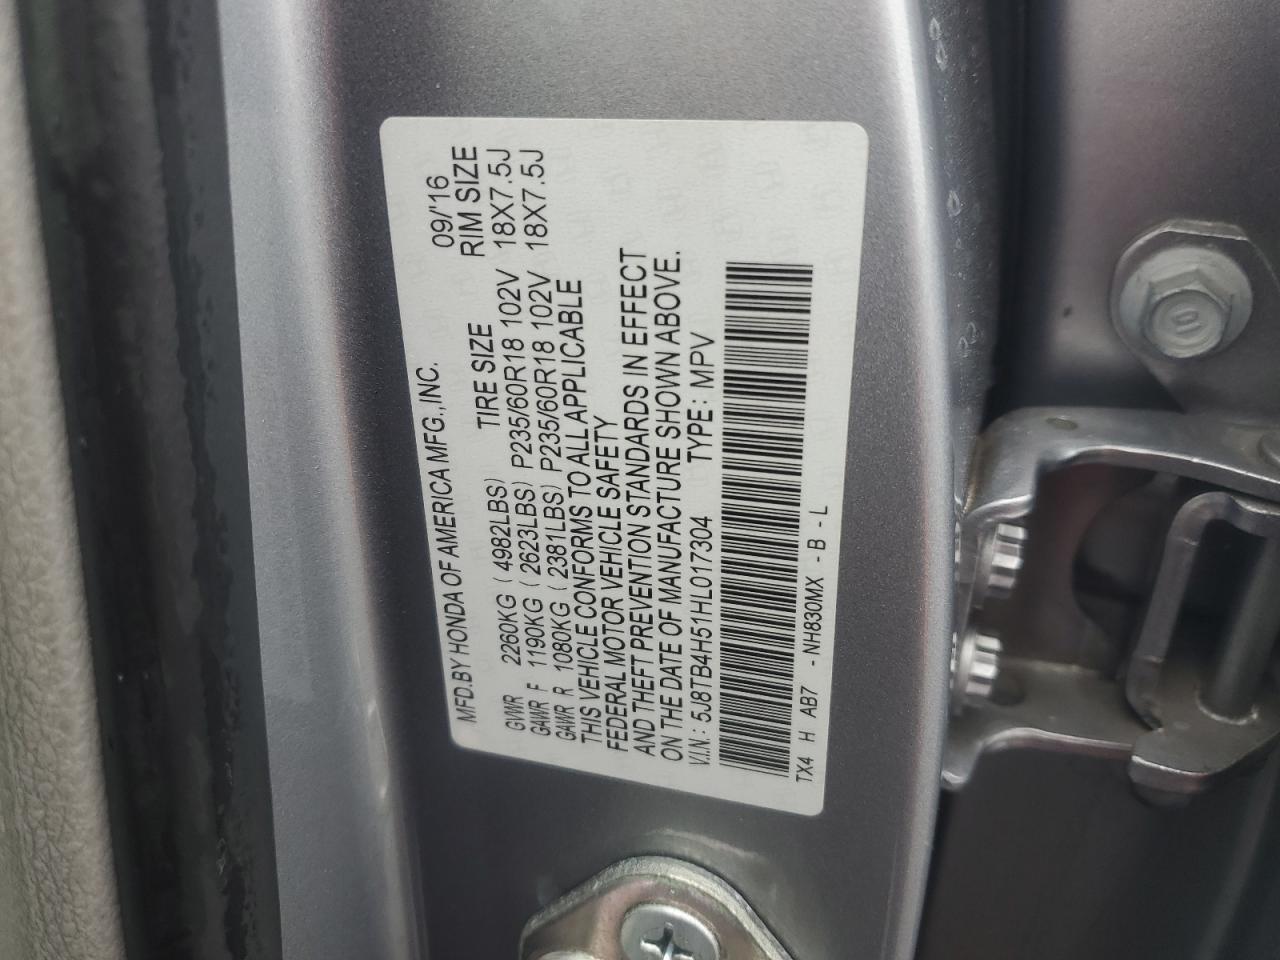 MFD.BY HONDA OF AMERICA MFG.,INC. 09/'16
TIRE SIZE RIM SIZE
GVWR 2260KG ( 4982LBS)
GAWR F 1190KG ( 2623LBS) P235/60R18 102V 18X7.5J
GAWR R 1080KG ( 2381LBS) P235/60R18 102V 18X7.5J
THIS VEHICLE CONFORMS TO ALL APPLICABLE
FEDERAL MOTOR VEHICLE SAFETY
AND THEFT PREVENTION STANDARDS IN EFFECT
ON THE DATE OF MANUFACTURE SHOWN ABOVE.
V.I.N: 5J8TB4H51HL017304 TYPE: MPV
TX4 H AB7 - NH830MX - B - L